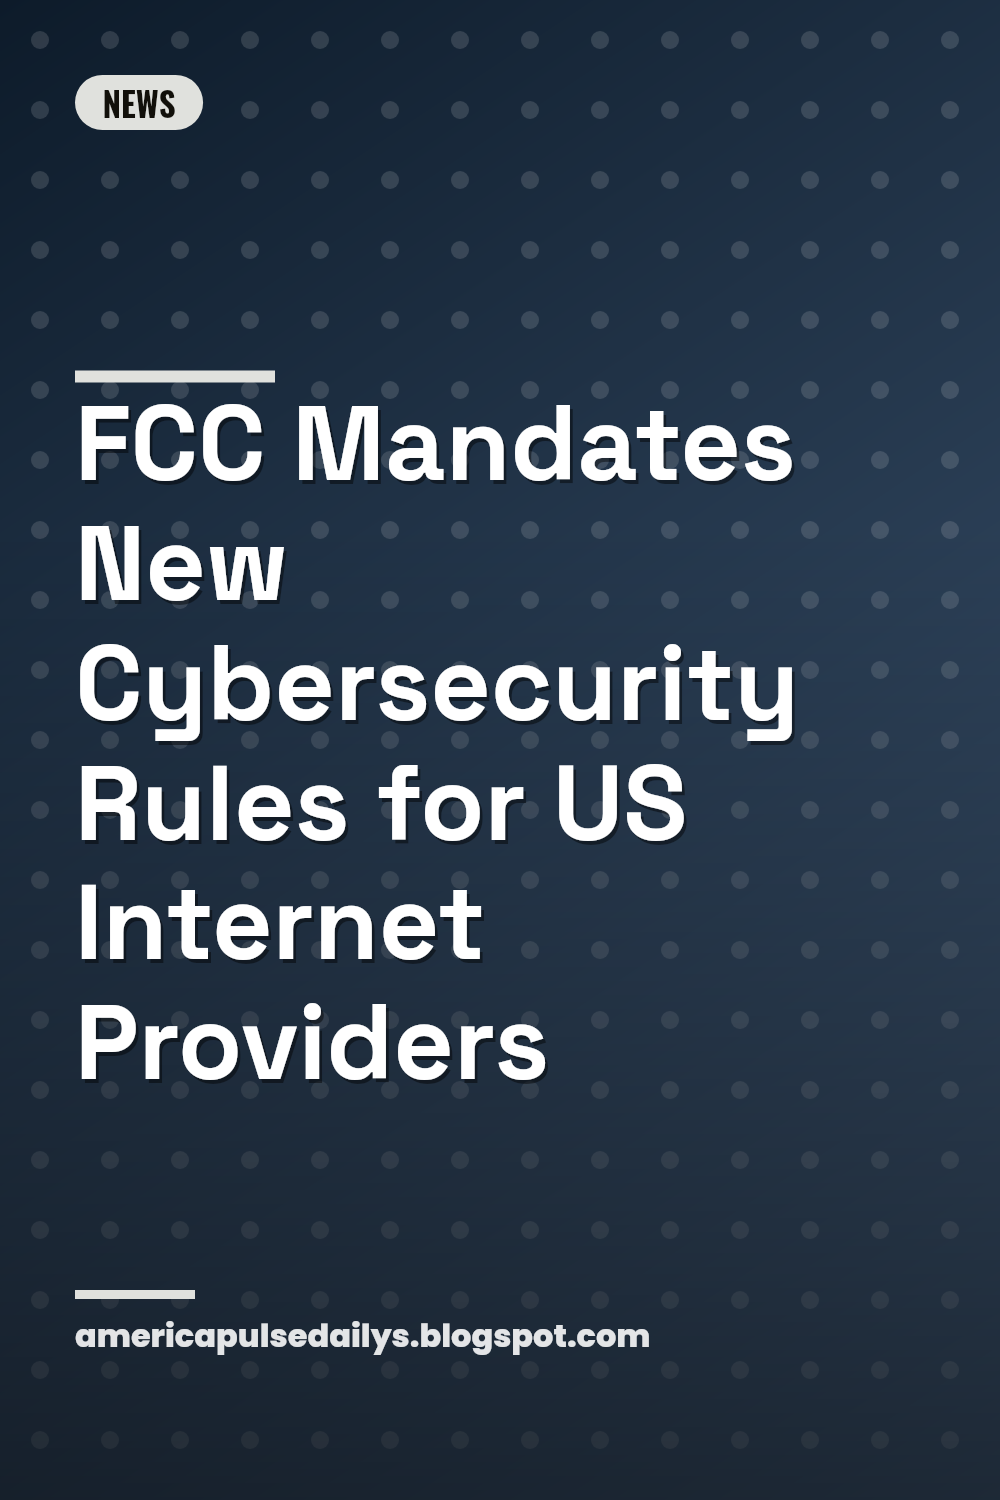 NEWS
FCC Mandates
New
Cybersecurity
Rules for US
Internet
Providers
americapulsedailys.blogspot.com